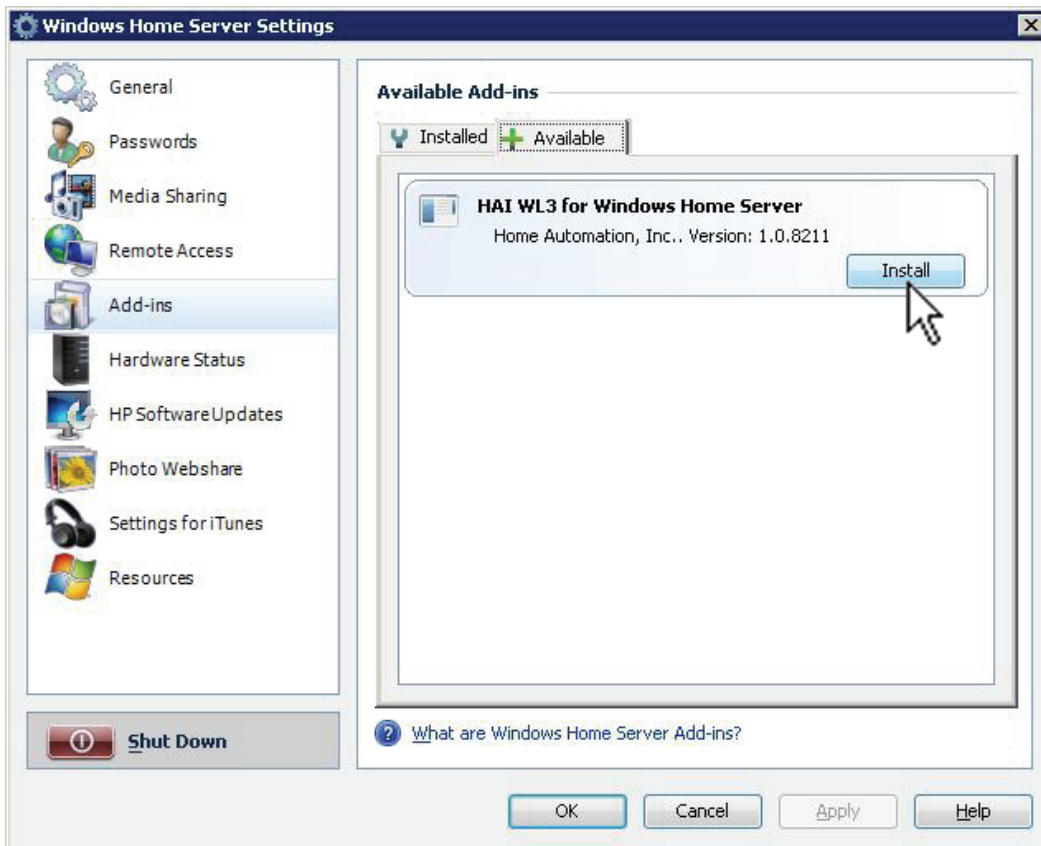 Windows Home Server Settings
General
Passwords
Media Sharing
Remote Access
Add-ins
Hardware Status
HP Software Updates
Photo Webshare
Settings for iTunes
Resources
Shut Down
Available Add-ins
Installed Available
HAI WL3 for Windows Home Server
Home Automation, Inc.. Version: 1.0.8211
Install
? What are Windows Home Server Add-ins?
OK Cancel Apply Help